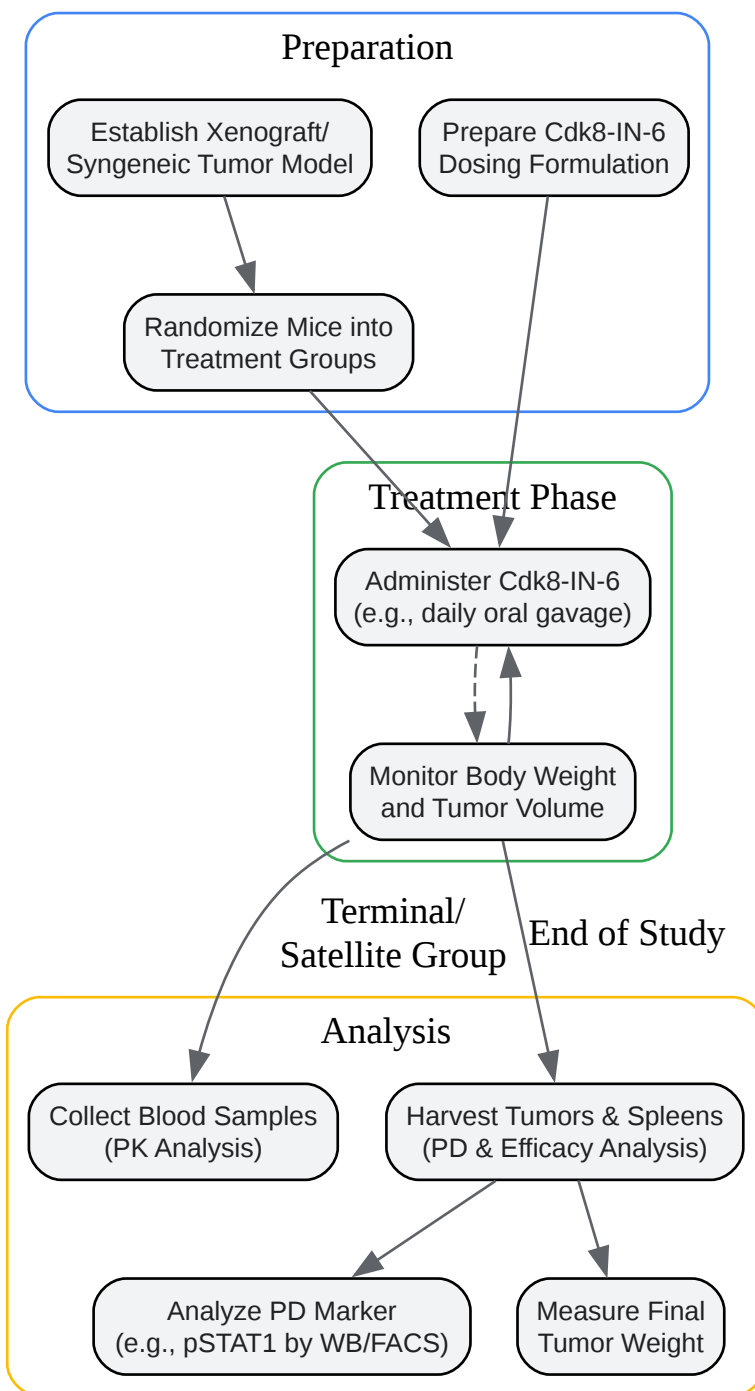 Preparation
Establish Xenograft/
Syngeneic Tumor Model
Prepare Cdk8-IN-6
Dosing Formulation
Randomize Mice into
Treatment Groups
Treatment Phase
Administer Cdk8-IN-6
(e.g., daily oral gavage)
Monitor Body Weight
and Tumor Volume
Terminal/
Satellite Group
End of Study
Analysis
Collect Blood Samples
(PK Analysis)
Harvest Tumors & Spleens
(PD & Efficacy Analysis)
Analyze PD Marker
(e.g., pSTAT1 by WB/FACS)
Measure Final
Tumor Weight